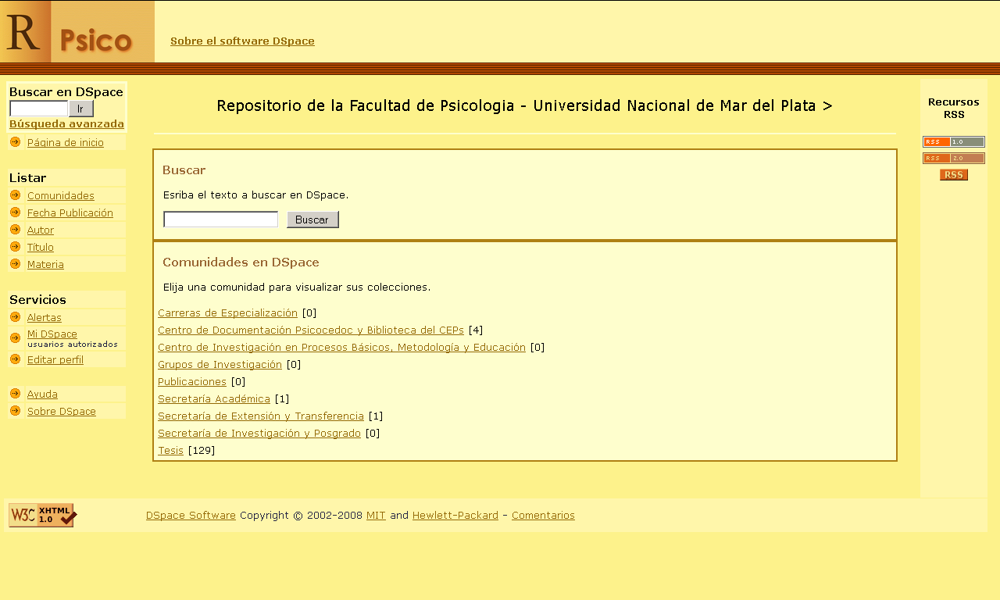 R Psico
Sobre el software DSpace
Buscar en DSpace
Ir
Búsqueda avanzada
Página de inicio
Listar
Comunidades
Fecha Publicación
Autor
Título
Materia
Servicios
Alertas
Mi DSpace
usuarios autorizados
Editar perfil
Ayuda
Sobre DSpace
Repositorio de la Facultad de Psicologia - Universidad Nacional de Mar del Plata >
Buscar
Esriba el texto a buscar en DSpace.
Buscar
Comunidades en DSpace
Elija una comunidad para visualizar sus colecciones.
Carreras de Especialización [0]
Centro de Documentación Psicocedoc y Biblioteca del CEPs [4]
Centro de Investigación en Procesos Básicos, Metodología y Educación [0]
Grupos de Investigación [0]
Publicaciones [0]
Secretaría Académica [1]
Secretaría de Extensión y Transferencia [1]
Secretaría de Investigación y Posgrado [0]
Tesis [129]
Recursos
RSS
RSS 1.0
RSS 2.0
RSS
W3C XHTML 1.0
DSpace Software Copyright © 2002-2008 MIT and Hewlett-Packard - Comentarios